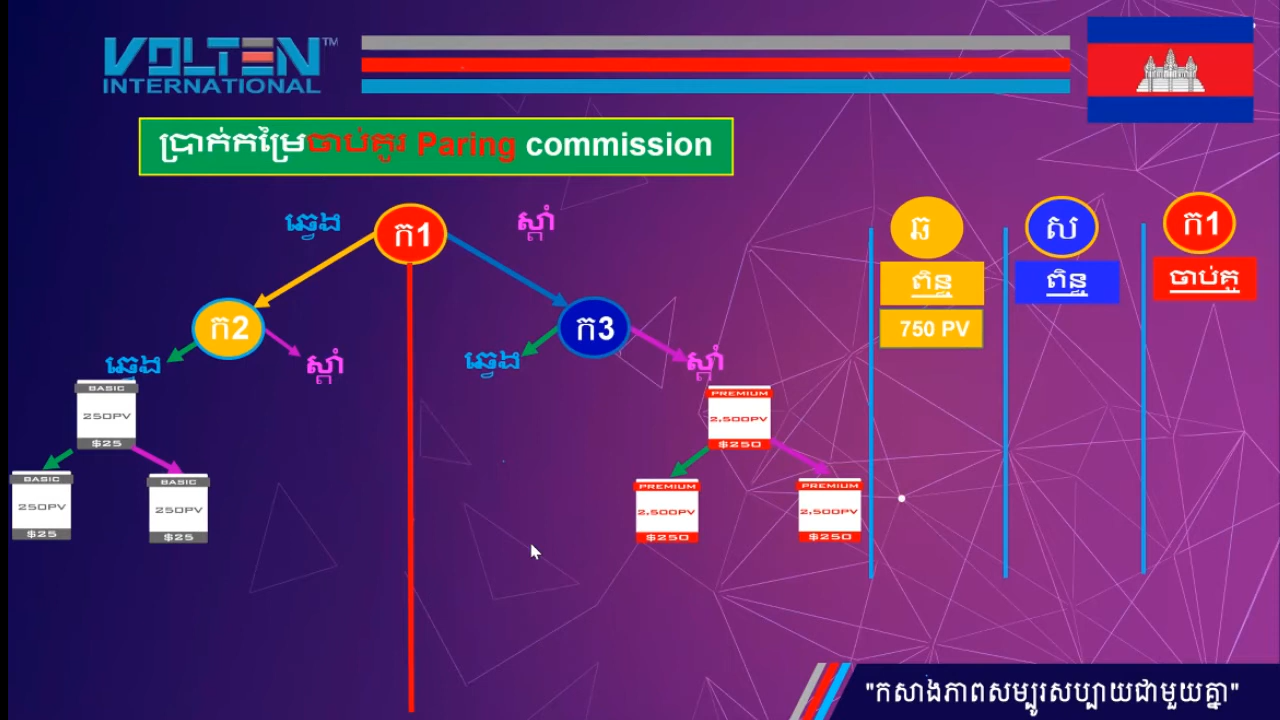 VOLTEN™
INTERNATIONAL
ប្រាក់កម្រៃចាប់គូរ Paring commission
ឆ្វេង
ក1
ស្តាំ
ឆ
ស
ក1
ពិន្ទុ
ពិន្ទុ
ចាប់គូ
ក2
ក3
750 PV
ឆ្វេង
ស្តាំ
ឆ្វេង
ស្តាំ
BASIC
250PV
$25
PREMIUM
2,500PV
$250
BASIC
250PV
$25
BASIC
250PV
$25
PREMIUM
2,500PV
$250
PREMIUM
2,500PV
$250
"កសាងភាពសម្បូរសប្បាយជាមួយគ្នា"